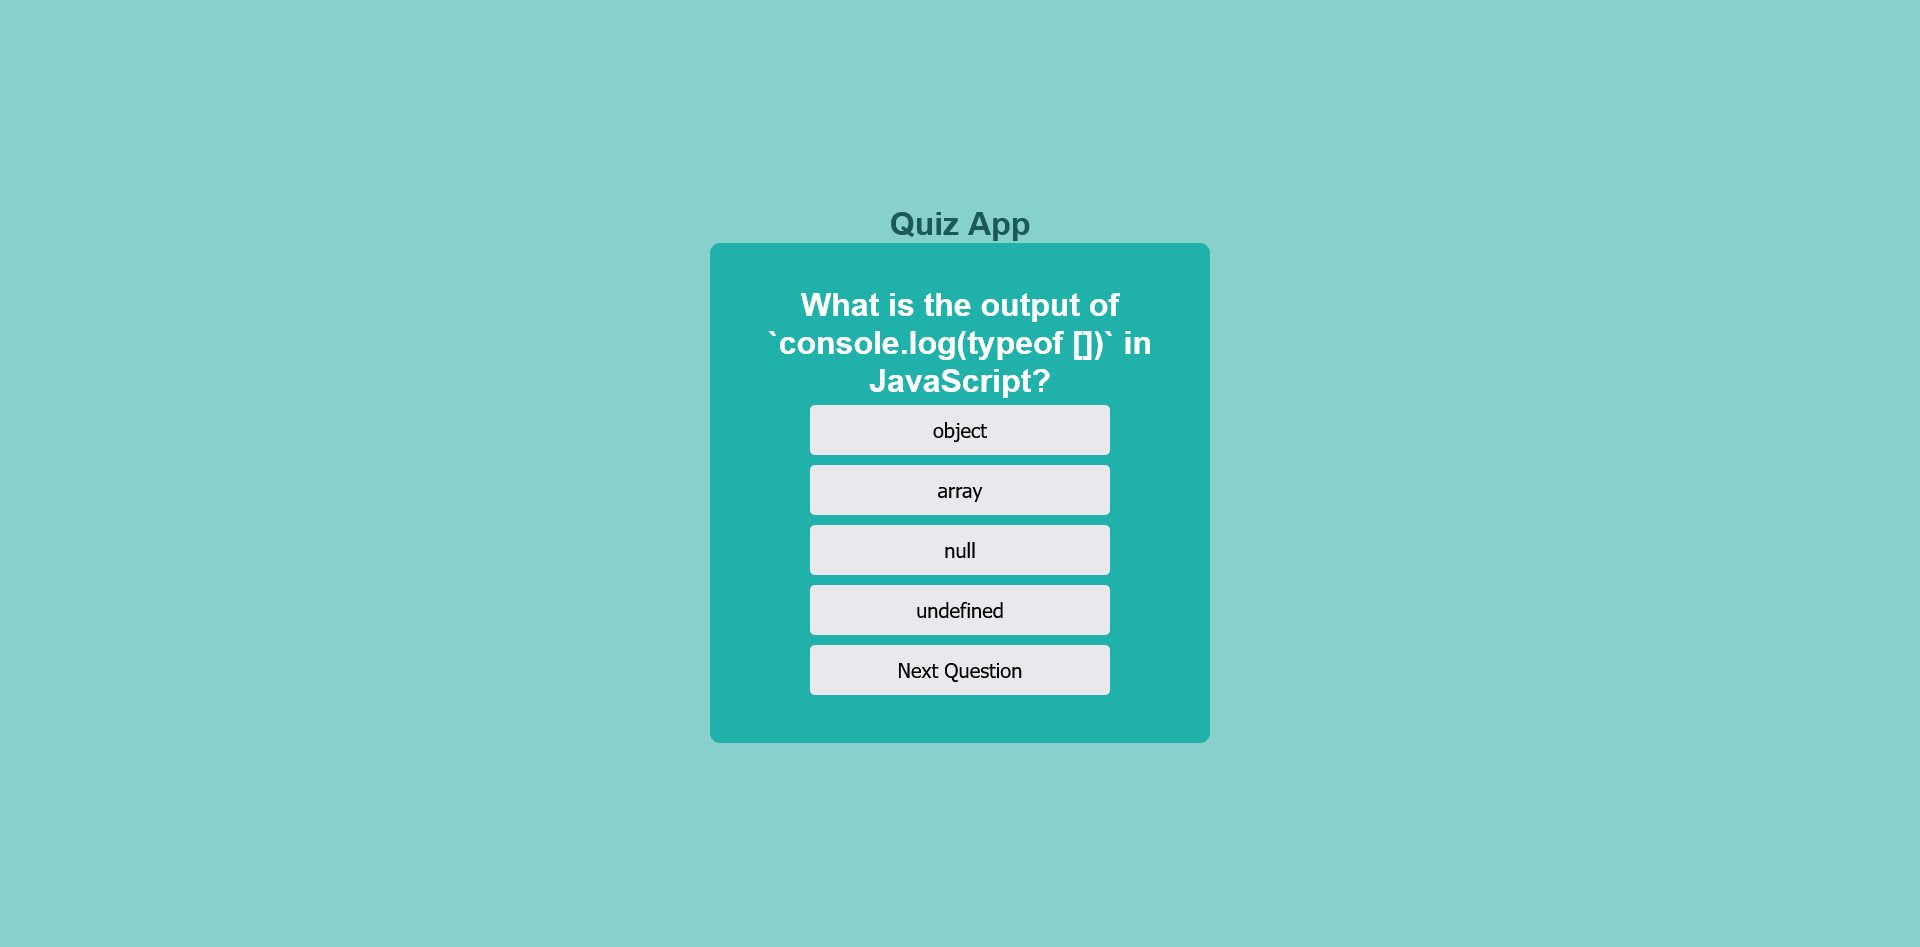 Quiz App
What is the output of
`console.log(typeof [])` in
JavaScript?
object
array
null
undefined
Next Question